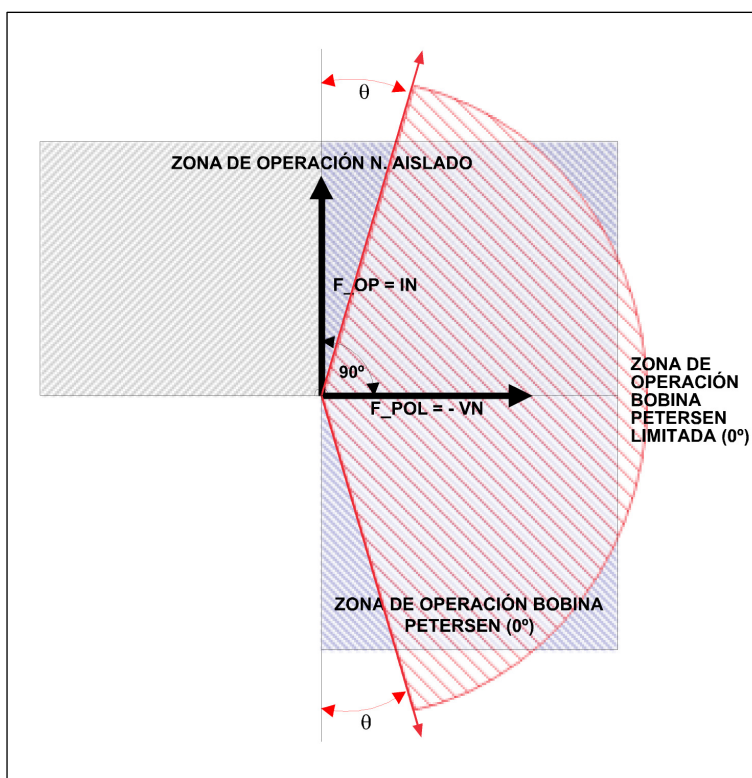 θ
ZONA DE OPERACIÓN N. AISLADO
F_OP = IN
90º
F_POL = - VN
ZONA DE
OPERACIÓN
BOBINA
PETERSEN
LIMITADA (0º)
ZONA DE OPERACIÓN BOBINA
PETERSEN (0º)
θ